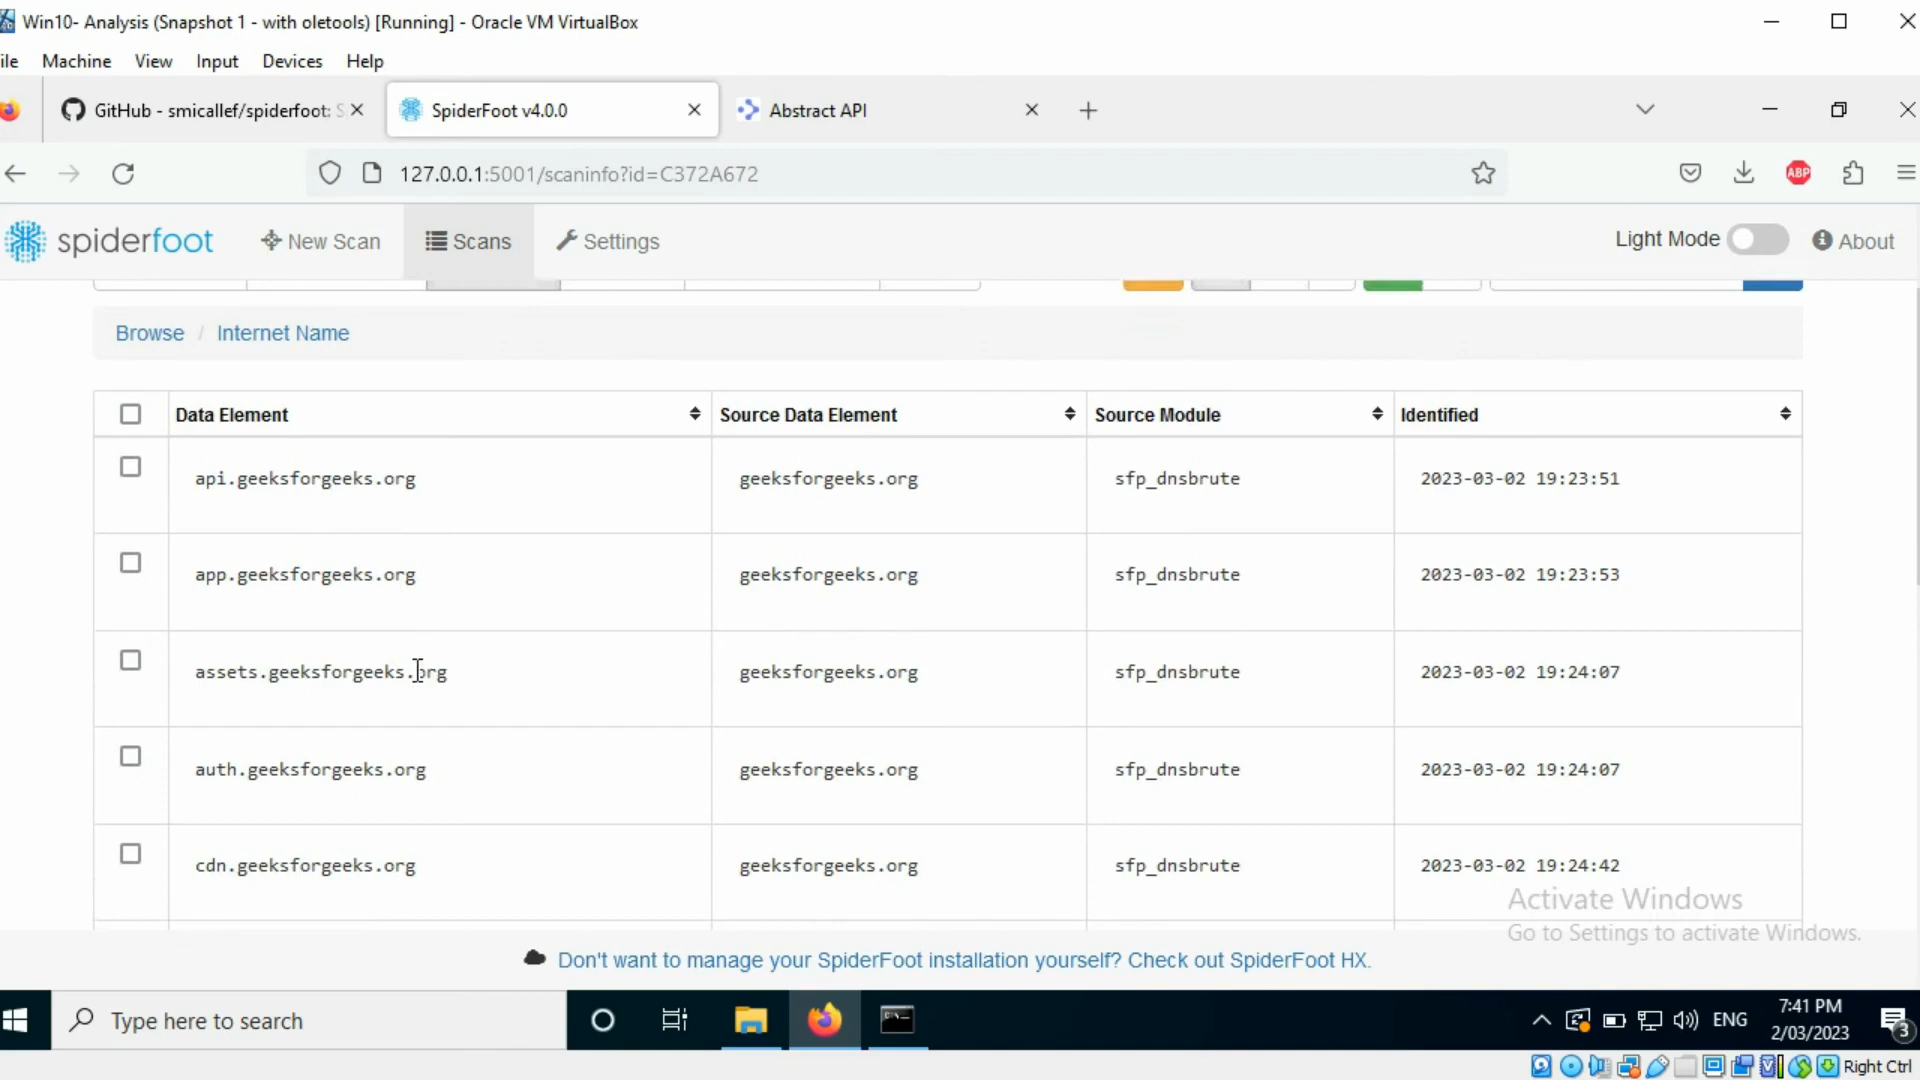 Win10- Analysis (Snapshot 1 - with oletools) [Running] - Oracle VM VirtualBox
ile Machine View Input Devices Help
GitHub - smicallef/spiderfoot: S
SpiderFoot v4.0.0
Abstract API
127.0.0.1:5001/scaninfo?id=C372A672
ABP
spiderfoot New Scan Scans Settings Light Mode About
Browse / Internet Name
Data Element Source Data Element Source Module Identified
api.geeksforgeeks.org geeksforgeeks.org sfp_dnsbrute 2023-03-02 19:23:51
app.geeksforgeeks.org geeksforgeeks.org sfp_dnsbrute 2023-03-02 19:23:53
assets.geeksforgeeks.org geeksforgeeks.org sfp_dnsbrute 2023-03-02 19:24:07
auth.geeksforgeeks.org geeksforgeeks.org sfp_dnsbrute 2023-03-02 19:24:07
cdn.geeksforgeeks.org geeksforgeeks.org sfp_dnsbrute 2023-03-02 19:24:42
Activate Windows
Go to Settings to activate Windows.
Don't want to manage your SpiderFoot installation yourself? Check out SpiderFoot HX.
Type here to search
ENG
7:41 PM
2/03/2023
3
Right Ctrl